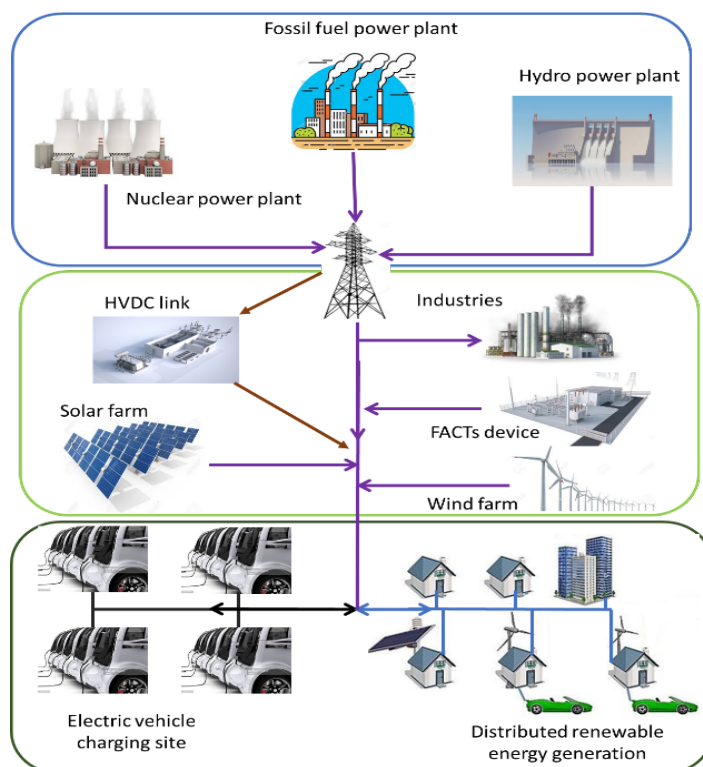 Fossil fuel power plant
Hydro power plant
Nuclear power plant
HVDC link
Industries
Solar farm
FACTs device
Wind farm
Electric vehicle
charging site
Distributed renewable
energy generation